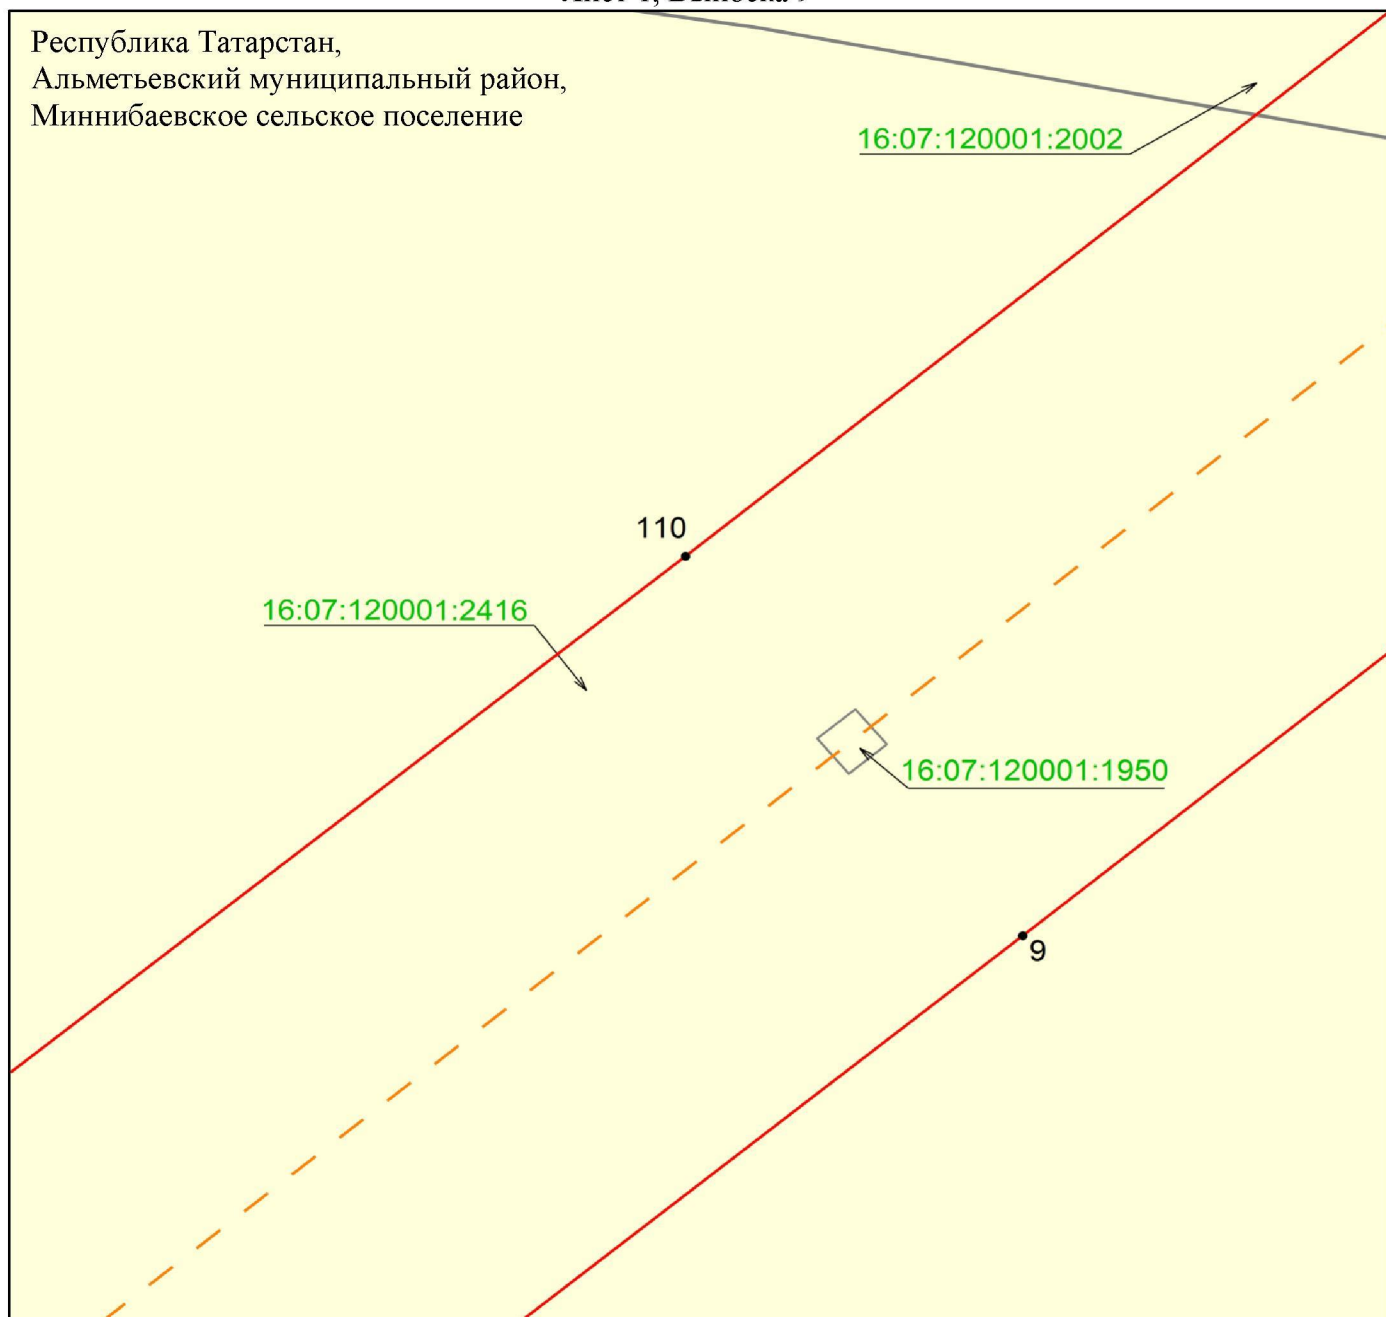 Республика Татарстан,
Альметьевский муниципальный район,
Миннибаевское сельское поселение
16:07:120001:2002
110
16:07:120001:2416
16:07:120001:1950
9